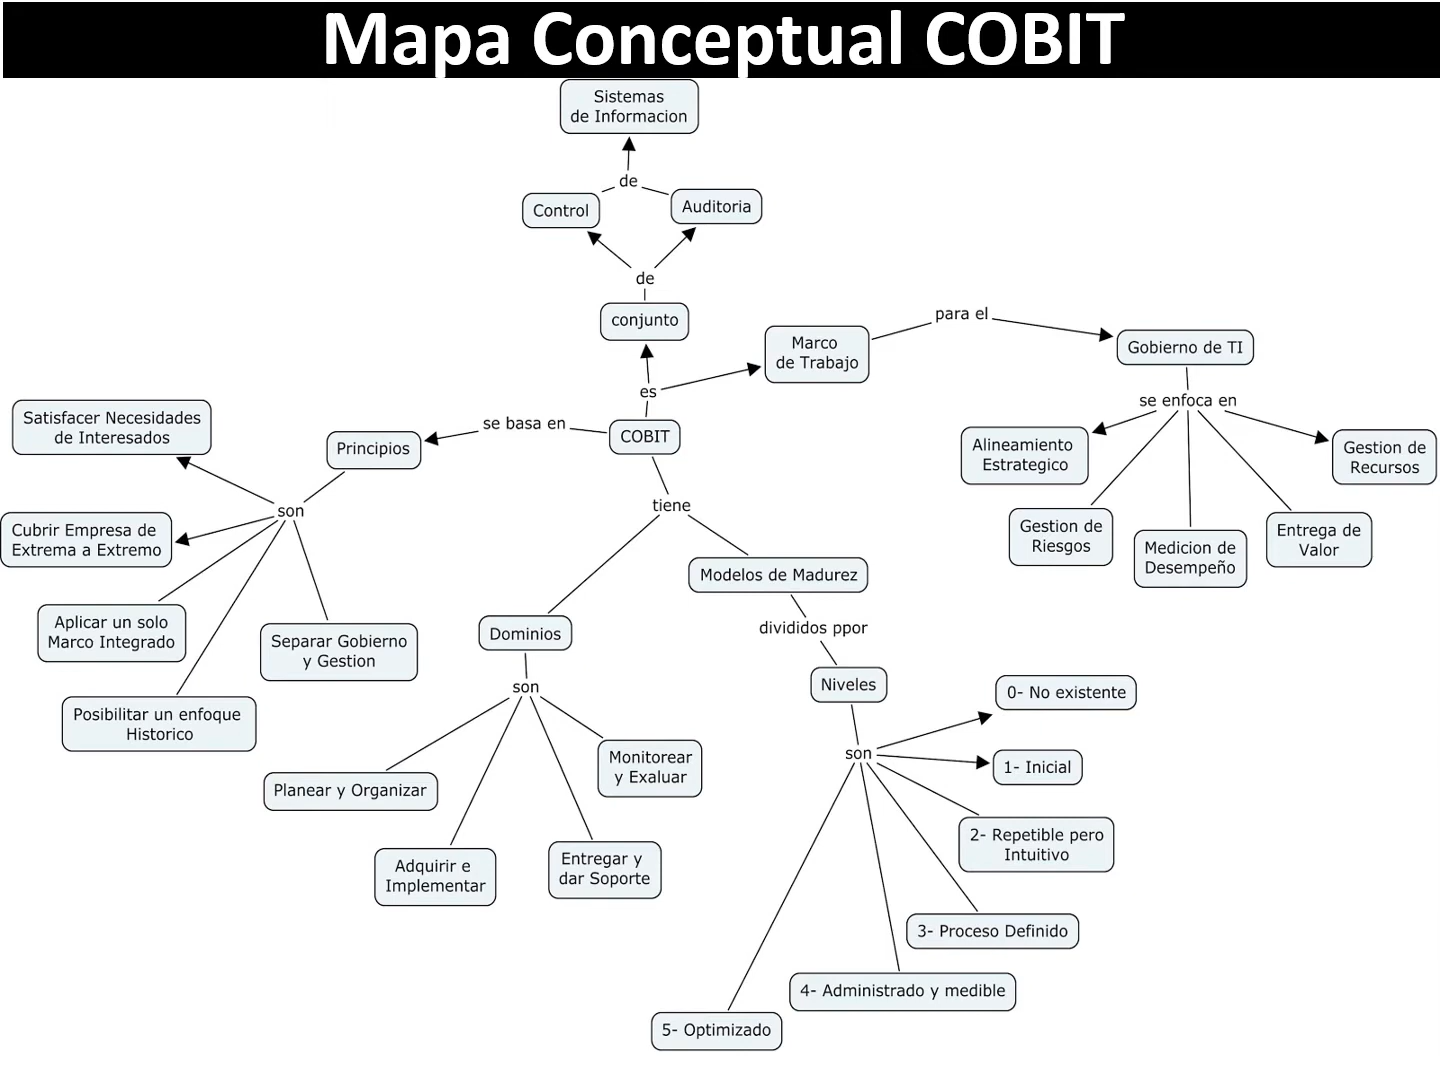 Mapa Conceptual COBIT
Sistemas
de Informacion
de
Control
Auditoria
de
conjunto
es
Marco
de Trabajo
para el
Gobierno de TI
se enfoca en
Alineamiento
Estrategico
Gestion de
Riesgos
Medicion de
Desempeño
Entrega de
Valor
Gestion de
Recursos
COBIT
se basa en
Principios
son
Satisfacer Necesidades
de Interesados
Cubrir Empresa de
Extrema a Extremo
Aplicar un solo
Marco Integrado
Posibilitar un enfoque
Historico
Separar Gobierno
y Gestion
tiene
Dominios
son
Planear y Organizar
Adquirir e
Implementar
Entregar y
dar Soporte
Monitorear
y Evaluar
Modelos de Madurez
divididos ppor
Niveles
son
0- No existente
1- Inicial
2- Repetible pero
Intuitivo
3- Proceso Definido
4- Administrado y medible
5- Optimizado